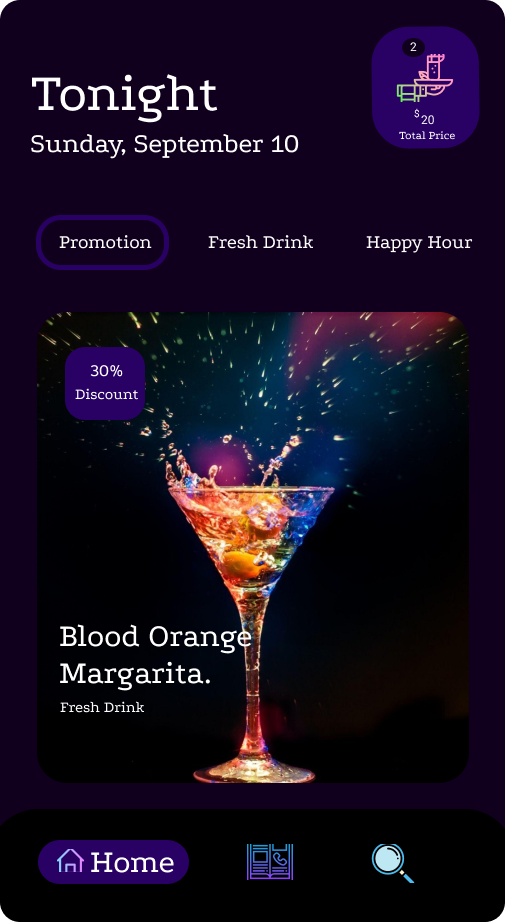 2
Tonight
$20
Total Price
Sunday, September 10
Promotion
Fresh Drink
Happy Hour
30%
Discount
Blood Orange
Margarita.
Fresh Drink
Home